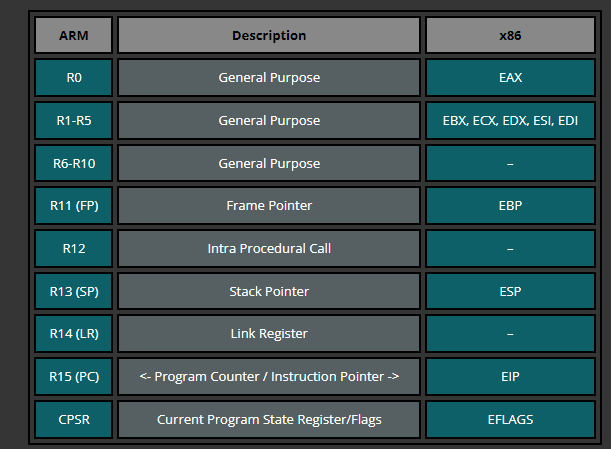 ARM Description x86
R0 General Purpose EAX
R1-R5 General Purpose EBX, ECX, EDX, ESI, EDI
R6-R10 General Purpose –
R11 (FP) Frame Pointer EBP
R12 Intra Procedural Call –
R13 (SP) Stack Pointer ESP
R14 (LR) Link Register –
R15 (PC) <- Program Counter / Instruction Pointer -> EIP
CPSR Current Program State Register/Flags EFLAGS